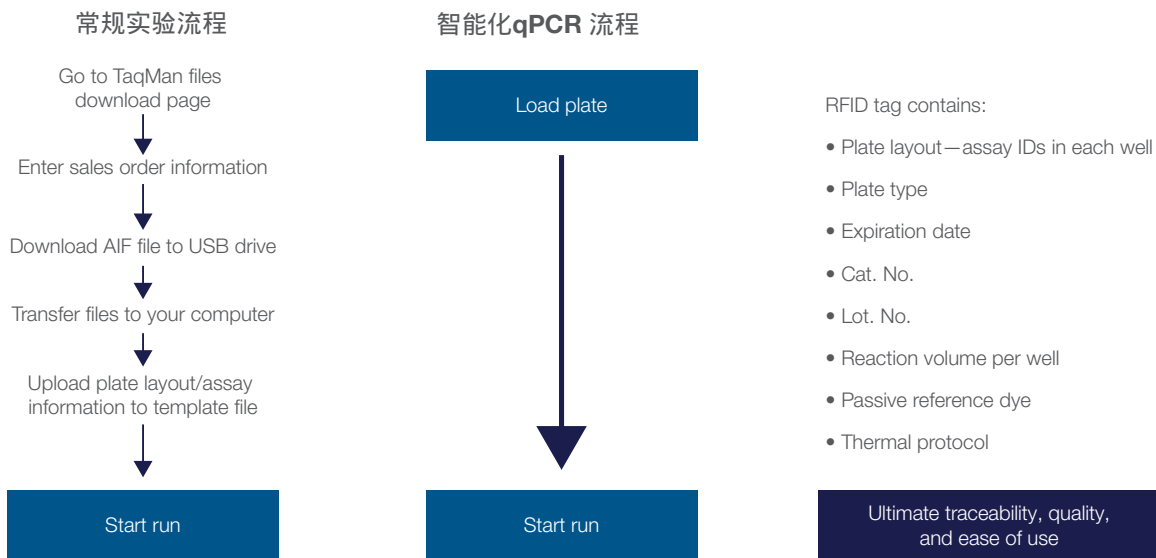 常规实验流程
Go to TaqMan files
download page
Enter sales order information
Download AIF file to USB drive
Transfer files to your computer
Upload plate layout/assay
information to template file
Start run
智能化qPCR 流程
Load plate
Start run
RFID tag contains:
• Plate layout—assay IDs in each well
• Plate type
• Expiration date
• Cat. No.
• Lot. No.
• Reaction volume per well
• Passive reference dye
• Thermal protocol
Ultimate traceability, quality,
and ease of use